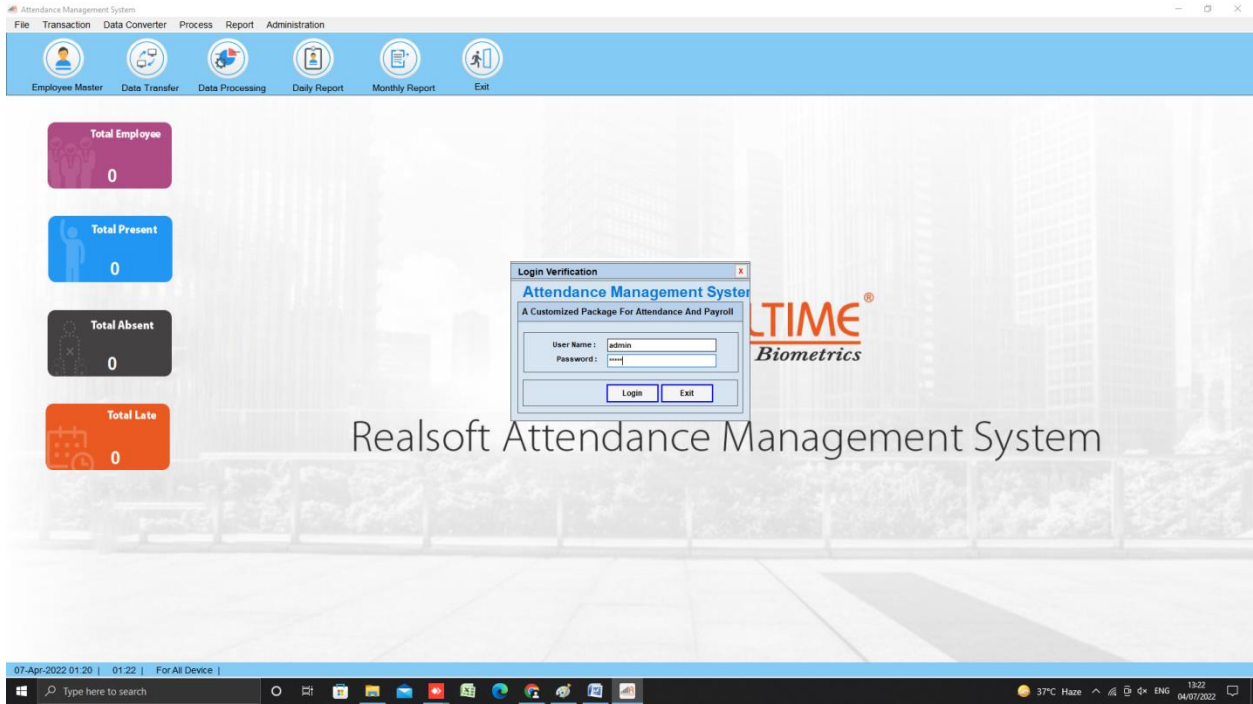 Attendance Management System
File Transaction Data Converter Process Report Administration
Employee Master Data Transfer Data Processing Daily Report Monthly Report Exit
Total Employee
0
Total Present
0
Total Absent
0
Total Late
0
Login Verification X
Attendance Management Syster
A Customized Package For Attendance And Payroll
User Name : admin
Password : *****
Login Exit
LTIME®
Biometrics
Realsoft Attendance Management System
07-Apr-2022 01:20 | 01:22 | For All Device |
Type here to search
37°C Haze ENG 13:22
04/07/2022